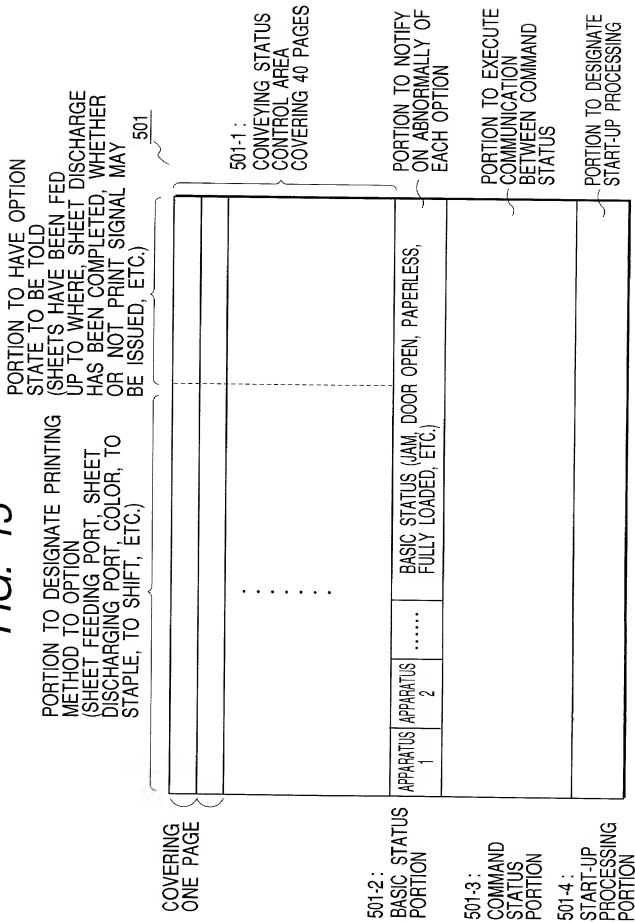 FIG. 15
PORTION TO DESIGNATE PRINTING
METHOD TO OPTION
(SHEET FEEDING PORT, SHEET
DISCHARGING PORT, COLOR, TO
STAPLE, TO SHIFT, ETC.)
PORTION TO HAVE OPTION
STATE TO BE TOLD
(SHEETS HAVE BEEN FED
UP TO WHERE, SHEET DISCHARGE
HAS BEEN COMPLETED, WHETHER
OR NOT PRINT SIGNAL MAY
BE ISSUED, ETC.)
501
COVERING
ONE PAGE
501-1 :
CONVEYING STATUS
CONTROL AREA
COVERING 40 PAGES
.......
501-2 :
BASIC STATUS
PORTION
APPARATUS
1
APPARATUS
2
......
BASIC STATUS (JAM, DOOR OPEN, PAPERLESS,
FULLY LOADED, ETC.)
PORTION TO NOTIFY
ON ABNORMALLY OF
EACH OPTION
501-3 :
COMMAND
STATUS
PORTION
PORTION TO EXECUTE
COMMUNICATION
BETWEEN COMMAND
STATUS
501-4 :
START-UP
PROCESSING
PORTION
PORTION TO DESIGNATE
START-UP PROCESSING